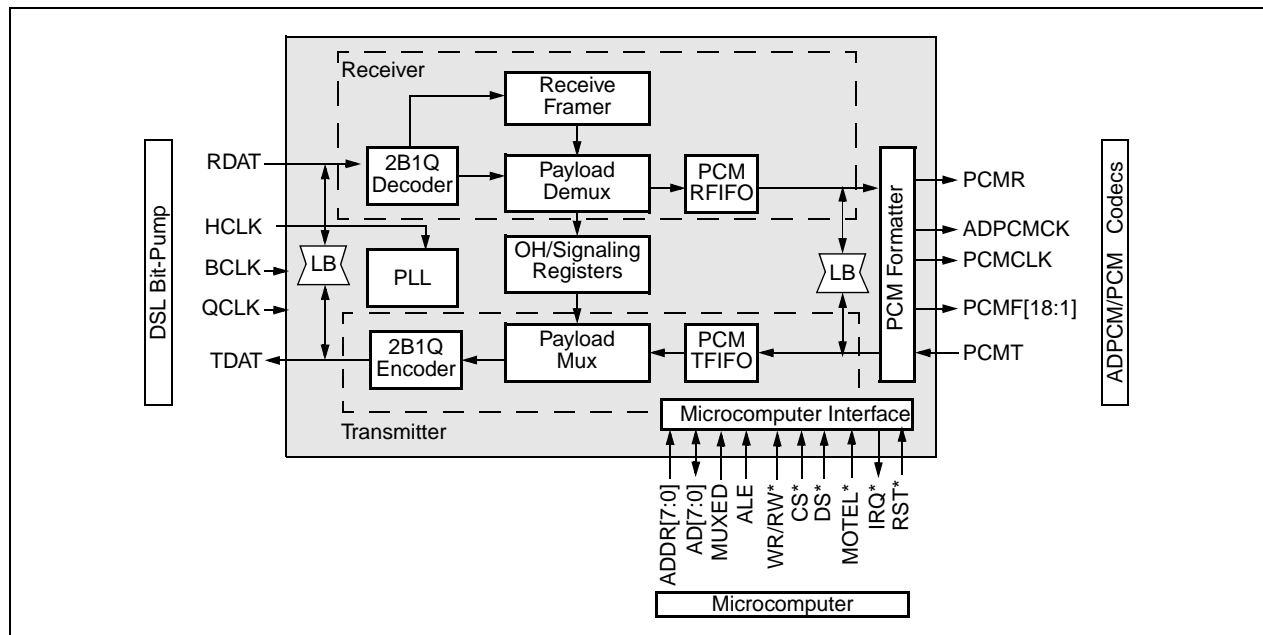 Receiver
Receive
Framer
RDAT
2B1Q
Decoder
Payload
Demux
PCM
RFIFO
PCMR
HCLK
ADPCMCK
LB
PLL
OH/Signaling
Registers
LB
BCLK
PCMCLK
QCLK
PCMF[18:1]
TDAT
2B1Q
Encoder
Payload
Mux
PCM
TFIFO
PCMT
DSL Bit-Pump
PCM Formatter
ADPCM/PCM Codecs
Transmitter
Microcomputer Interface
ADDR[7:0]
AD[7:0]
MUXED
ALE
WR/RW*
CS*
DS*
MOTEL*
IRQ*
RST*
Microcomputer